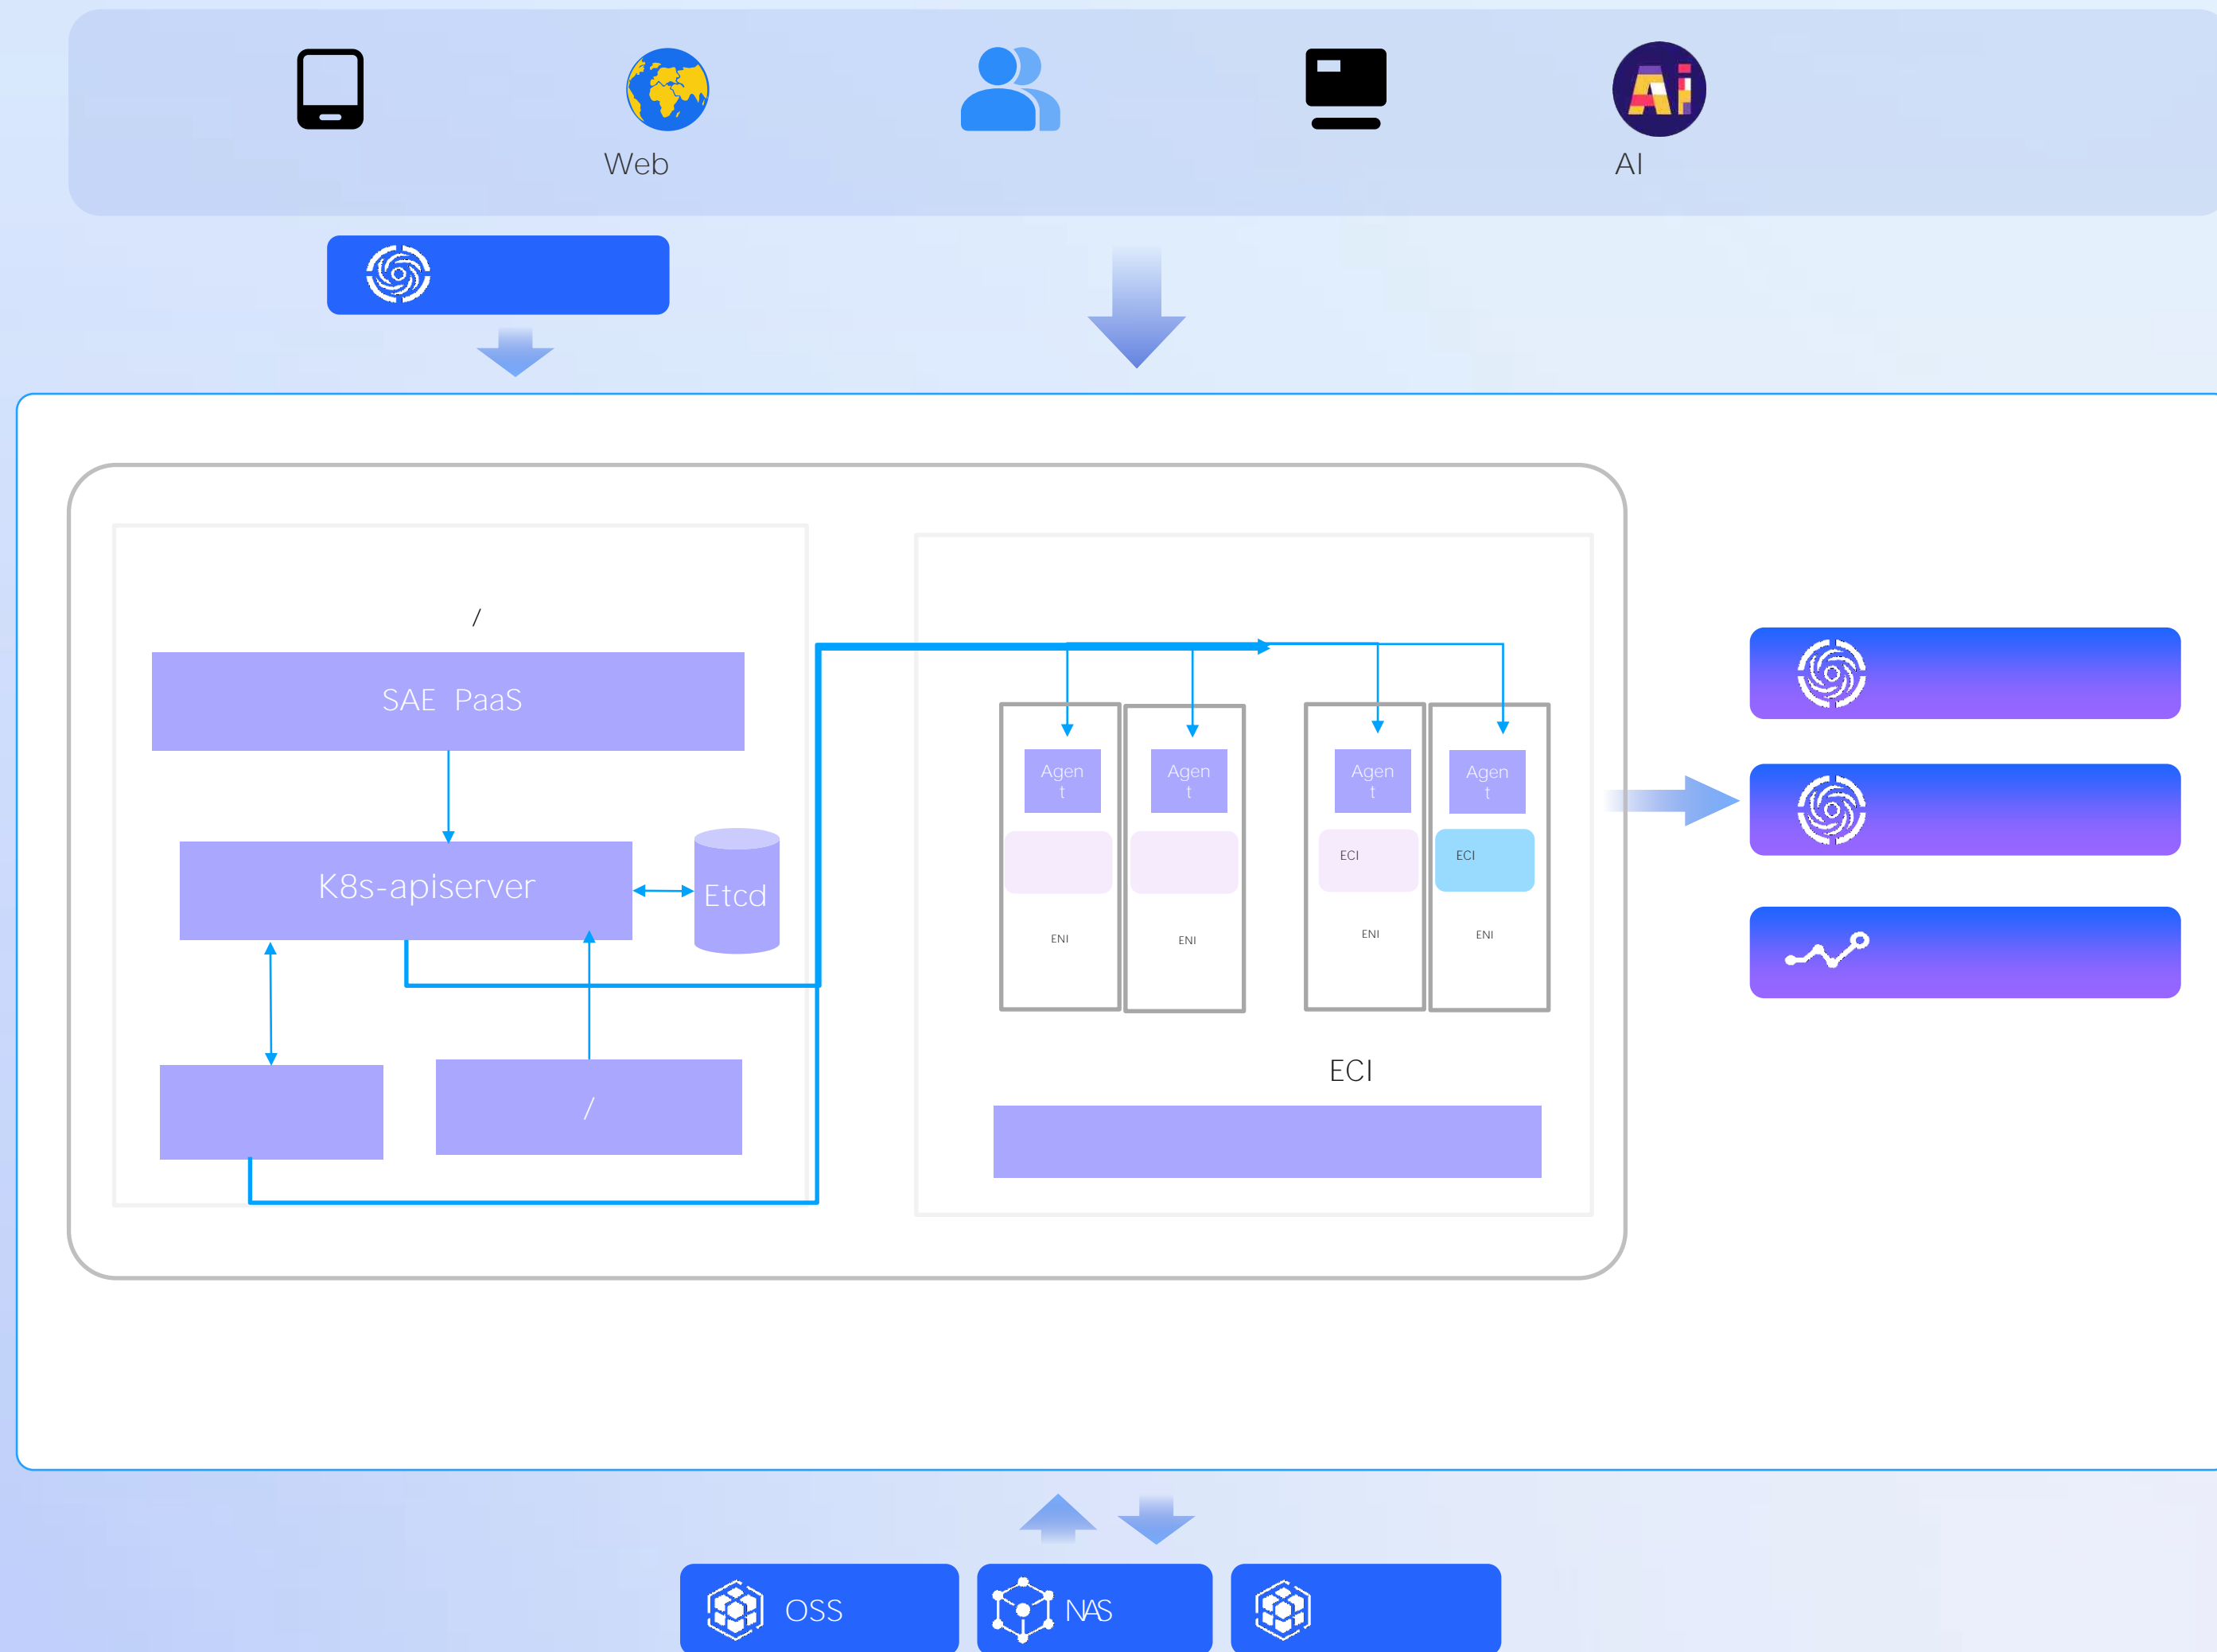 Web
AI
/
SAE PaaS
K8s-apiserver
Etcd
/
Agen
t
Agen
t
Agen
t
Agen
t
ECI
ECI
ENI
ENI
ENI
ENI
ECI
OSS
NAS